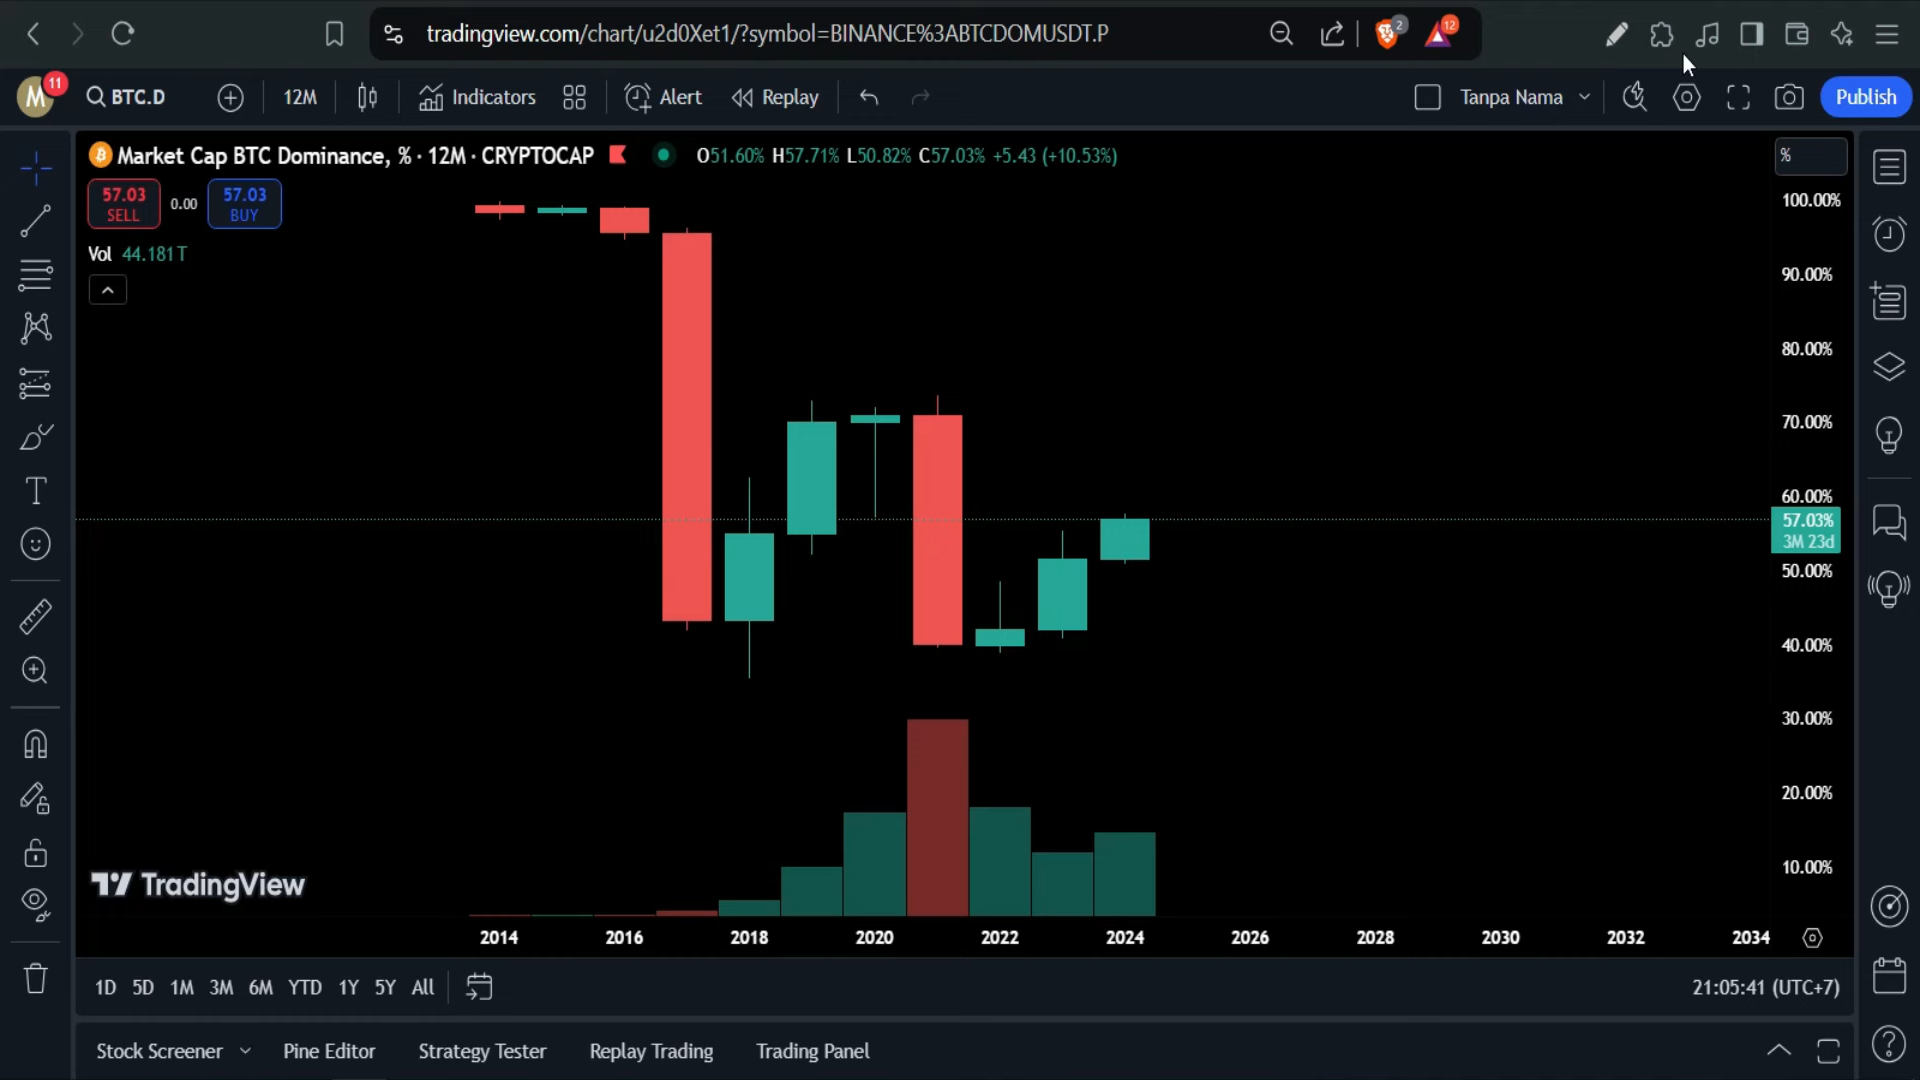 tradingview.com/chart/u2d0Xet1/?symbol=BINANCE%3ABTCDOMUSDT.P
2
12
M
11
BTC.D
12M
Indicators
Alert
Replay
Tanpa Nama
Publish
Market Cap BTC Dominance, % · 12M · CRYPTOCAP
O51.60% H57.71% L50.82% C57.03% +5.43 (+10.53%)
%
57.03
SELL
0.00
57.03
BUY
Vol 44.181T
100.00%
90.00%
80.00%
70.00%
60.00%
57.03%
3M 23d
50.00%
40.00%
30.00%
20.00%
10.00%
TradingView
2014 2016 2018 2020 2022 2024 2026 2028 2030 2032 2034
1D 5D 1M 3M 6M YTD 1Y 5Y All
21:05:41 (UTC+7)
Stock Screener Pine Editor Strategy Tester Replay Trading Trading Panel